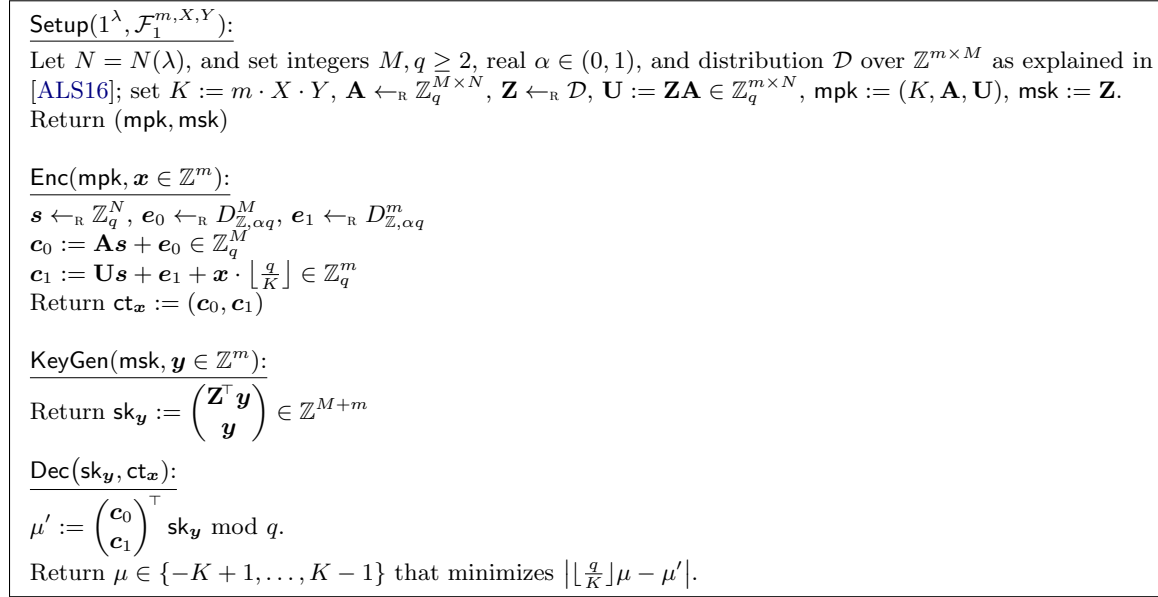 Setup(1^λ, 𝓕_1^{m,X,Y}):
Let N = N(λ), and set integers M, q ≥ 2, real α ∈ (0, 1), and distribution 𝒟 over ℤ^{m×M} as explained in
[ALS16]; set K := m · X · Y, 𝐀 ←_R ℤ_q^{M×N}, 𝐙 ←_R 𝒟, 𝐔 := 𝐙𝐀 ∈ ℤ_q^{m×N}, mpk := (K, 𝐀, 𝐔), msk := 𝐙.
Return (mpk, msk)
Enc(mpk, 𝒙 ∈ ℤ^m):
𝒔 ←_R ℤ_q^N, 𝒆_0 ←_R D_{ℤ,αq}^M, 𝒆_1 ←_R D_{ℤ,αq}^m
𝒄_0 := 𝐀𝒔 + 𝒆_0 ∈ ℤ_q^M
𝒄_1 := 𝐔𝒔 + 𝒆_1 + 𝒙 · ⌊q/K⌋ ∈ ℤ_q^m
Return ct_𝒙 := (𝒄_0, 𝒄_1)
KeyGen(msk, 𝒚 ∈ ℤ^m):
Return sk_𝒚 := (𝐙^⊤𝒚 𝒚) ∈ ℤ^{M+m}
Dec(sk_𝒚, ct_𝒙):
μ′ := (𝒄_0 𝒄_1)^⊤ sk_𝒚 mod q.
Return μ ∈ {−K + 1, . . . , K − 1} that minimizes |⌊q/K⌋μ − μ′|.